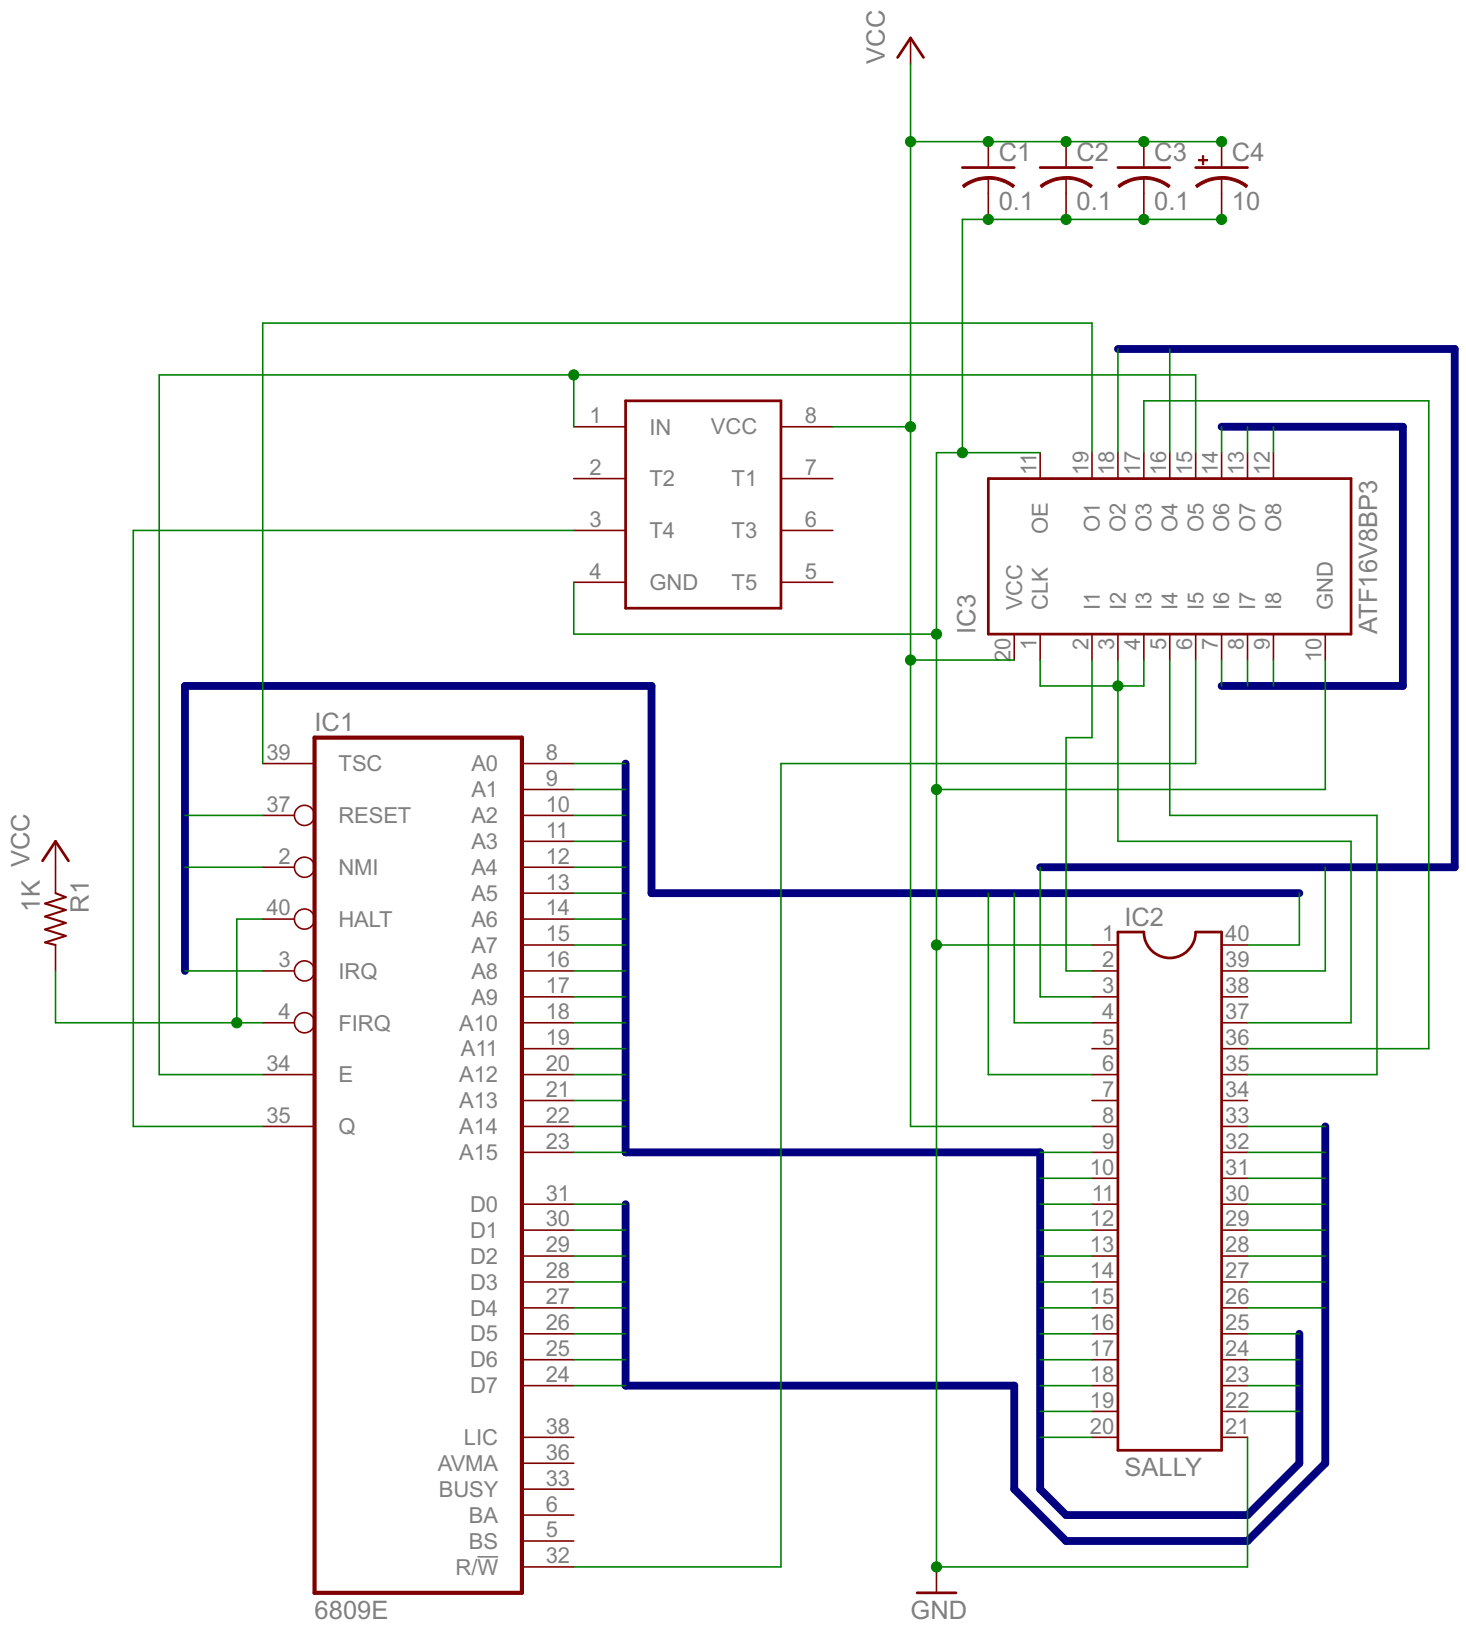 VCC
C1 C2 C3 + C4
0.1 0.1 0.1 10
1 IN VCC 8
2 T2 T1 7
3 T4 T3 6
4 GND T5 5
11 19 18 17 16 15 14 13 12
OE O1 O2 O3 O4 O5 O6 O7 O8
VCC CLK I1 I2 I3 I4 I5 I6 I7 I8 GND
20 1 2 3 4 5 6 7 8 9 10
IC3
ATF16V8BP3
VCC
1K
R1
IC1
39 TSC A0 8
A1 9
37 RESET A2 10
A3 11
2 NMI A4 12
A5 13
40 HALT A6 14
A7 15
3 IRQ A8 16
A9 17
4 FIRQ A10 18
A11 19
34 E A12 20
A13 21
35 Q A14 22
A15 23
D0 31
D1 30
D2 29
D3 28
D4 27
D5 26
D6 25
D7 24
LIC 38
AVMA 36
BUSY 33
BA 6
BS 5
R/W 32
6809E
IC2
1 40
2 39
3 38
4 37
5 36
6 35
7 34
8 33
9 32
10 31
11 30
12 29
13 28
14 27
15 26
16 25
17 24
18 23
19 22
20 21
SALLY
GND